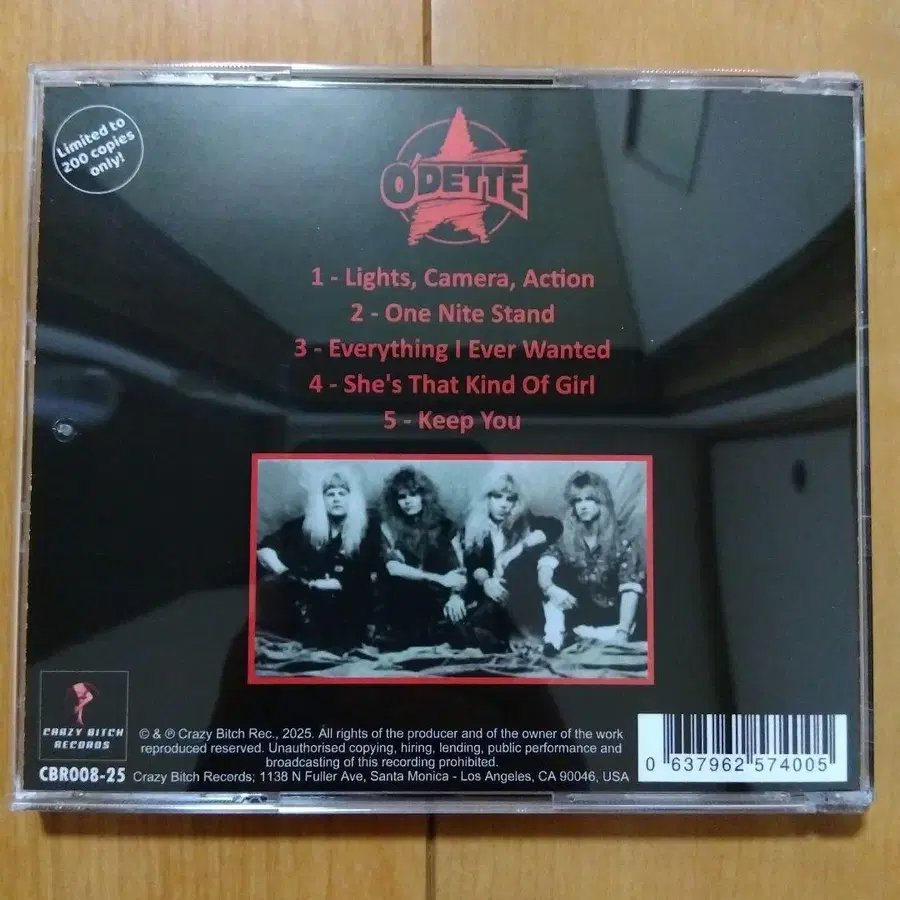 Limited to
200 copies
only!
O'DETTE
1 - Lights, Camera, Action
2 - One Nite Stand
3 - Everything I Ever Wanted
4 - She's That Kind Of Girl
5 - Keep You
CRAZY BITCH
RECORDS
CBR008-25
© & ℗ Crazy Bitch Rec., 2025. All rights of the producer and of the owner of the work
reproduced reserved. Unauthorised copying, hiring, lending, public performance and
broadcasting of this recording prohibited.
Crazy Bitch Records; 1138 N Fuller Ave, Santa Monica - Los Angeles, CA 90046, USA
0 637962 574005